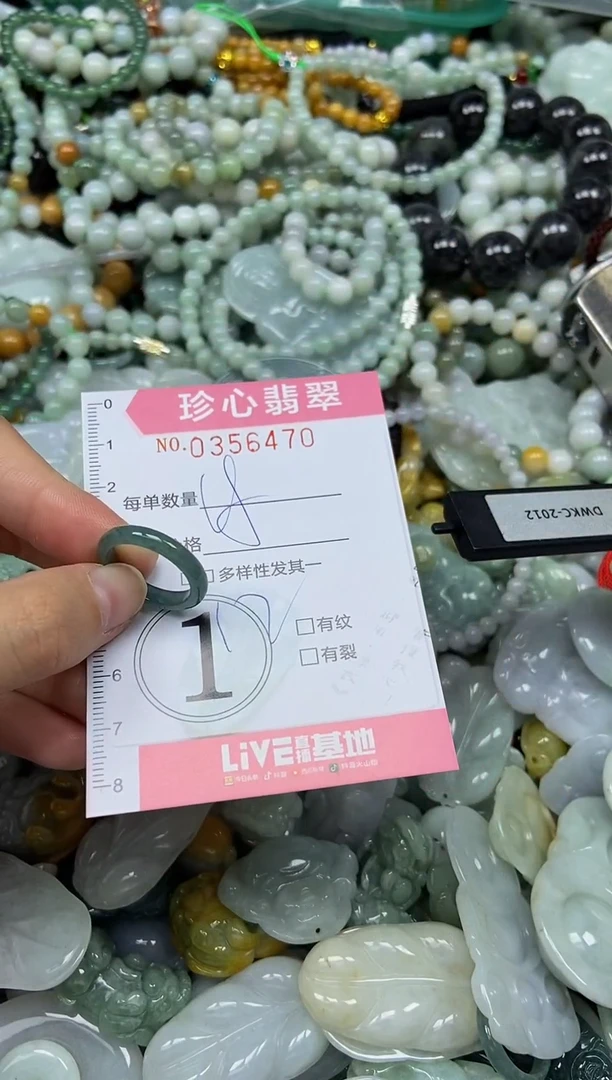 珍心翡翠
NO.0356470
0
1
2
每单数量
格
多样性发其一
1
有纹
有裂
6
7
8
LiVE直播基地
DWKC-2012